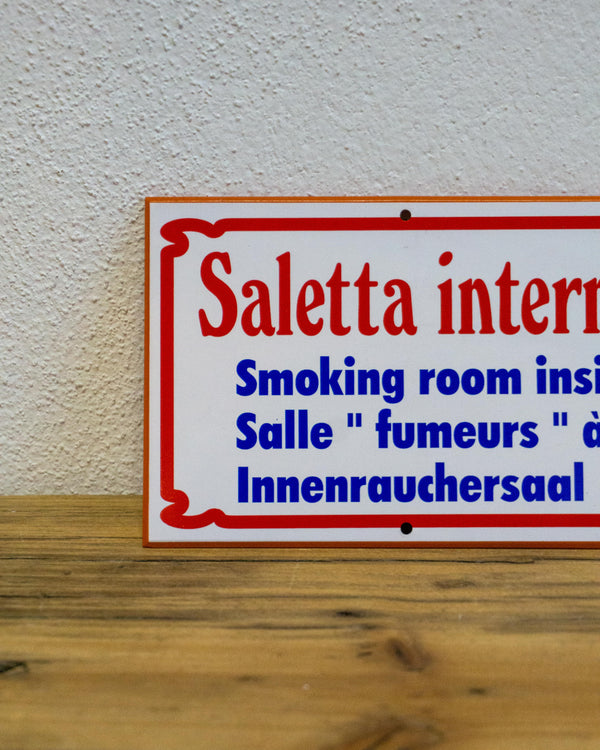 Saletta intern
Smoking room insi
Salle " fumeurs " à
Innenrauchersaal